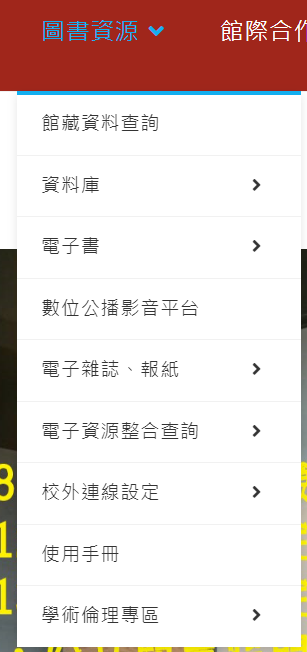 圖書資源 館際合作
館藏資料查詢
資料庫
電子書
數位公播影音平台
電子雜誌、報紙
電子資源整合查詢
校外連線設定
使用手冊
學術倫理專區